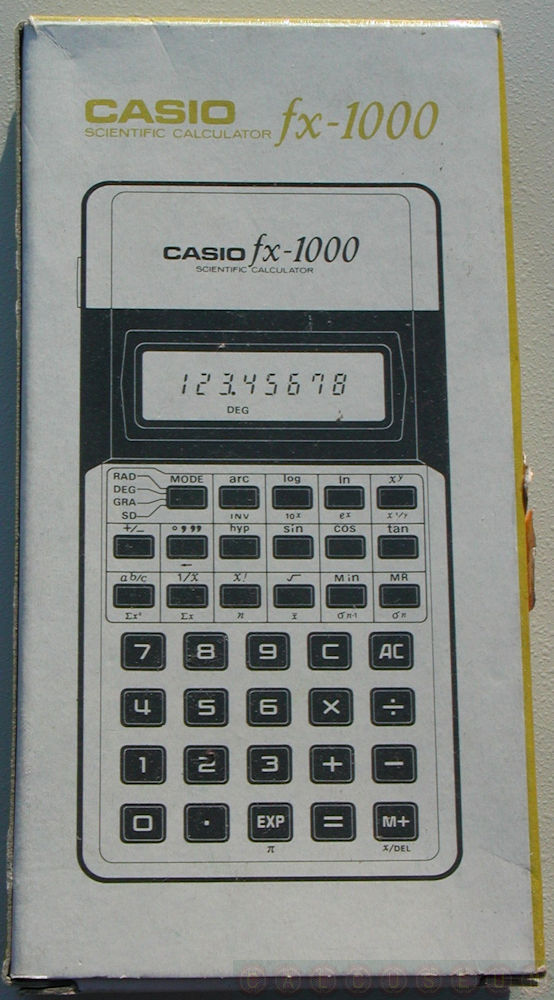 CASIO fx-1000
SCIENTIFIC CALCULATOR
CASIO fx-1000
SCIENTIFIC CALCULATOR
123.45678
DEG
RAD MODE arc log ln xʸ
DEG
GRA
SD INV 10ˣ eˣ x¹/ʸ
+/− °,,, hyp sin cos tan
←
ab/c 1/x x! √ Min MR
Σx² Σx n x̄ σn-1 σn
7 8 9 C AC
4 5 6 × ÷
1 2 3 + −
0 · EXP = M+
π x/DEL